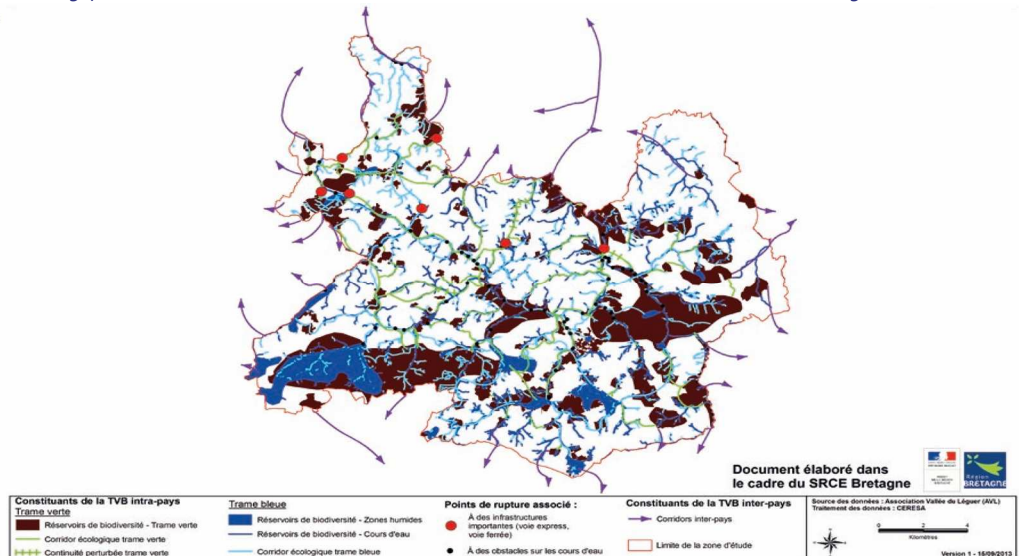 Document élaboré dans
le cadre du SRCE Bretagne
Région
BRETAGNE
Constituants de la TVB intra-pays
Trame verte
Réservoirs de biodiversité - Trame verte
Corridor écologique trame verte
Continuité perturbée trame verte
Trame bleue
Réservoirs de biodiversité - Zones humides
Réservoirs de biodiversité - Cours d'eau
Corridor écologique trame bleue
Points de rupture associé :
À des infrastructures
importantes (voie express,
voie ferrée)
À des obstacles sur les cours d'eau
Constituants de la TVB inter-pays
Corridors inter-pays
Limite de la zone d'étude
Source des données : Association Vallée du Léguer (AVL)
Traitement des données : CERESA
0 2 4
Kilomètres
Version 1 - 16/09/2013